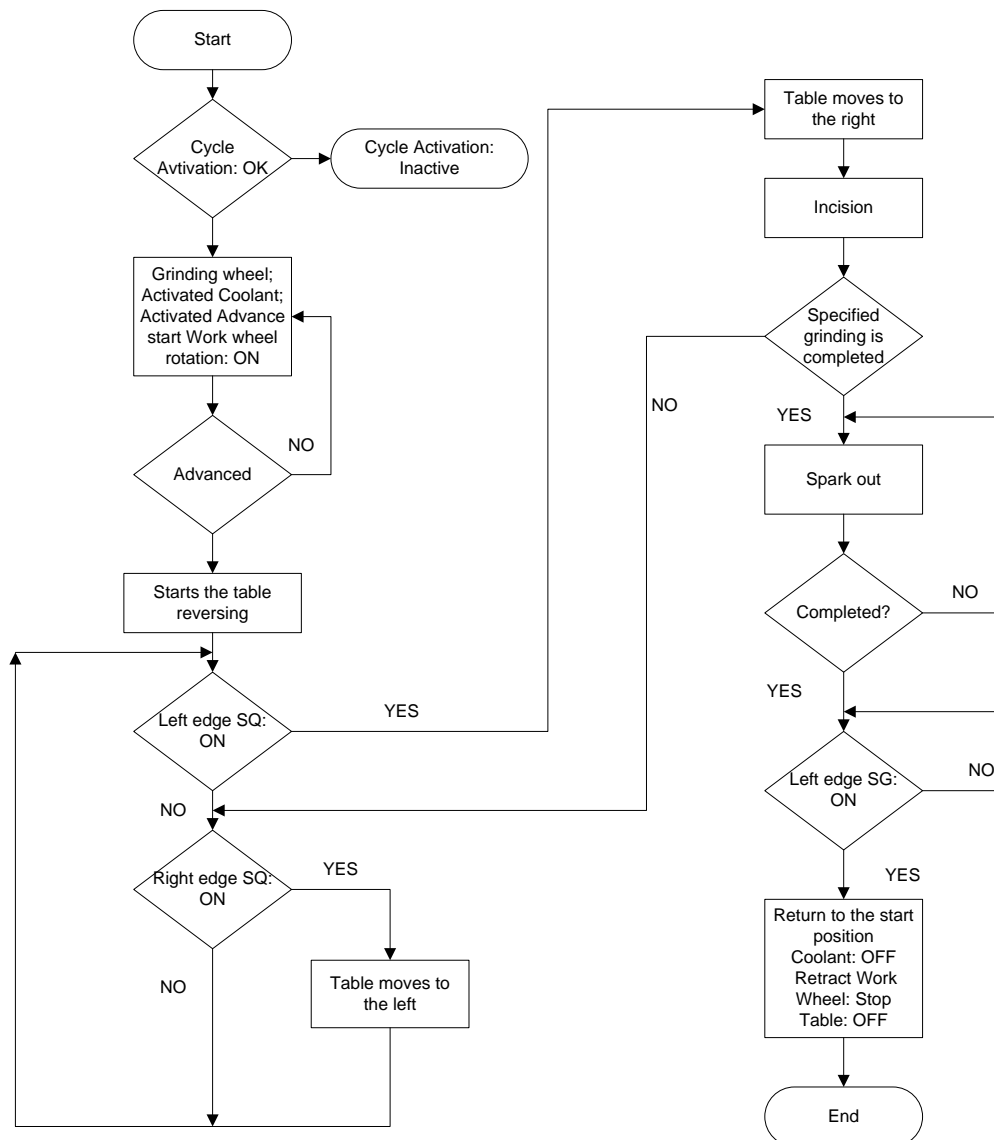 Start
Cycle
Avtivation: OK
Cycle Activation:
Inactive
Grinding wheel;
Activated Coolant;
Activated Advance
start Work wheel
rotation: ON
NO
Advanced
Starts the table
reversing
Left edge SQ:
ON
YES
NO
Right edge SQ:
ON
YES
NO
Table moves to
the left
Table moves to
the right
Incision
Specified
grinding is
completed
NO
YES
Spark out
Completed?
NO
YES
Left edge SG:
ON
NO
YES
Return to the start
position
Coolant: OFF
Retract Work
Wheel: Stop
Table: OFF
End